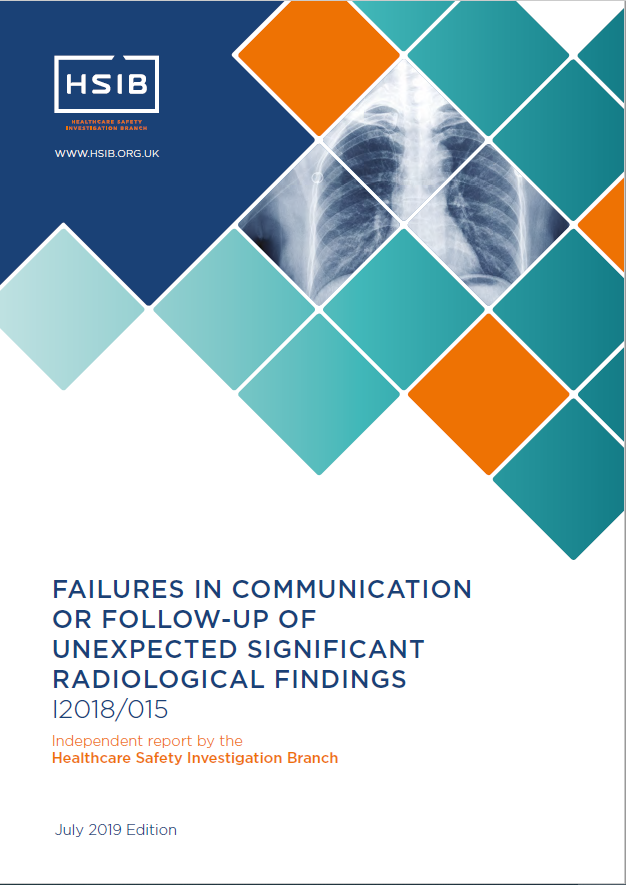 HSIB
HEALTHCARE SAFETY
INVESTIGATION BRANCH
WWW.HSIB.ORG.UK
FAILURES IN COMMUNICATION
OR FOLLOW-UP OF
UNEXPECTED SIGNIFICANT
RADIOLOGICAL FINDINGS
I2018/015
Independent report by the
Healthcare Safety Investigation Branch
July 2019 Edition